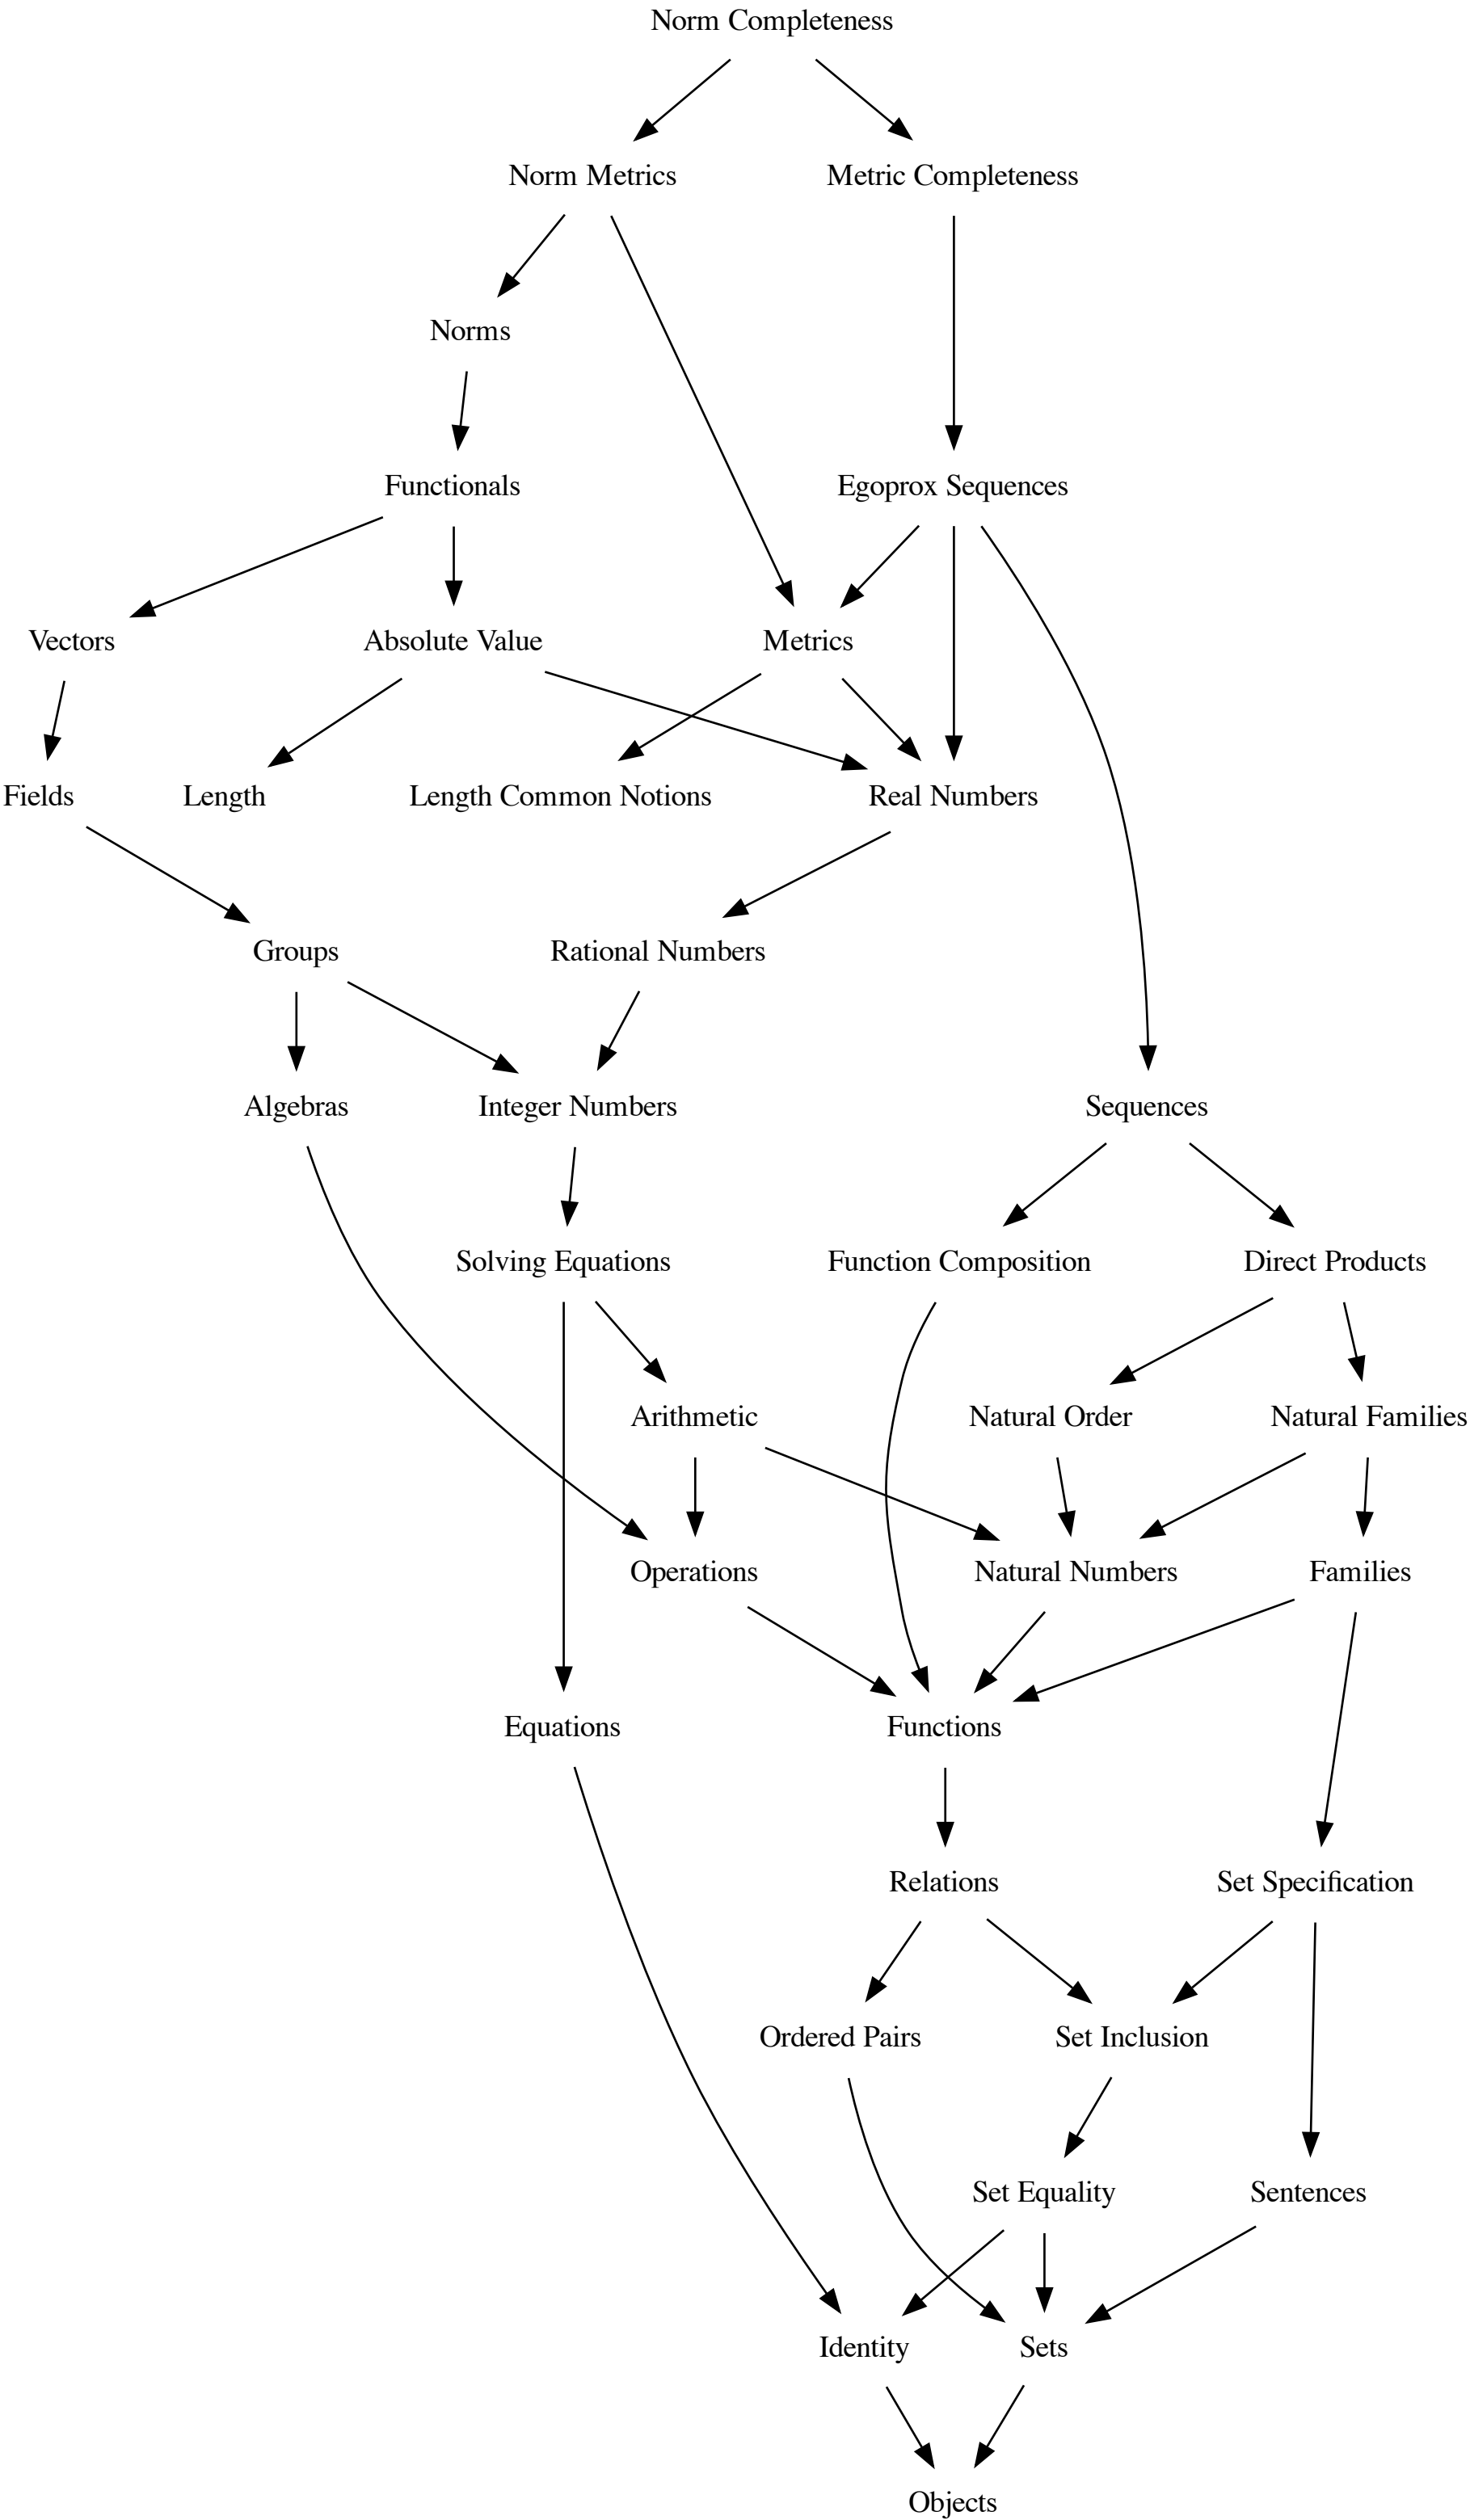 Norm Completeness
Norm Metrics
Metric Completeness
Norms
Functionals
Egoprox Sequences
Vectors
Absolute Value
Metrics
Fields
Length
Length Common Notions
Real Numbers
Groups
Rational Numbers
Algebras
Integer Numbers
Sequences
Solving Equations
Function Composition
Direct Products
Arithmetic
Natural Order
Natural Families
Operations
Natural Numbers
Families
Equations
Functions
Relations
Set Specification
Ordered Pairs
Set Inclusion
Set Equality
Sentences
Identity
Sets
Objects